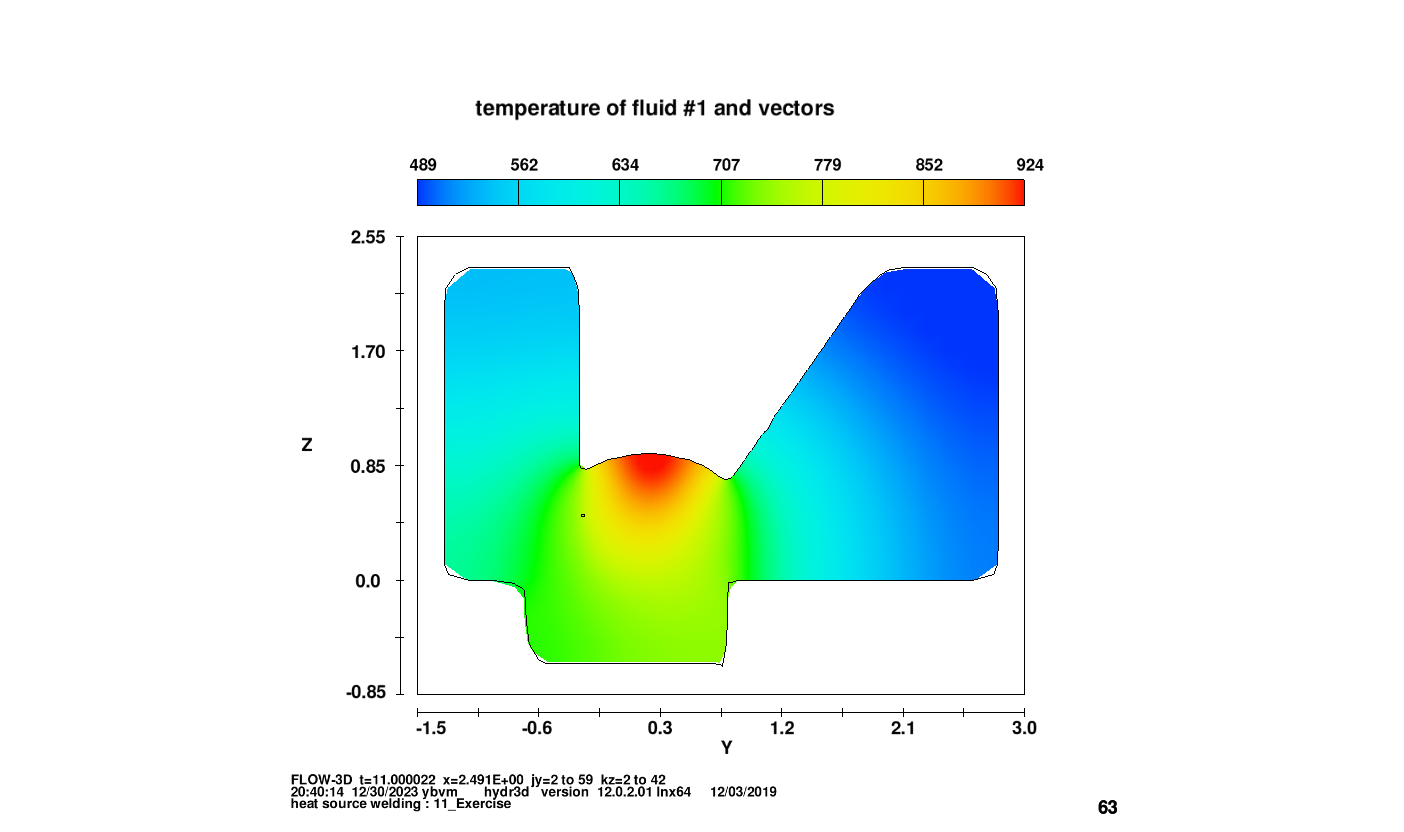 temperature of fluid #1 and vectors
489 562 634 707 779 852 924
2.55
1.70
Z
0.85
0.0
-0.85
-1.5 -0.6 0.3 1.2 2.1 3.0
Y
FLOW-3D t=11.000022 x=2.491E+00 jy=2 to 59 kz=2 to 42
20:40:14 12/30/2023 ybvm hydr3d version 12.0.2.01 lnx64 12/03/2019
heat source welding : 11_Exercise
63